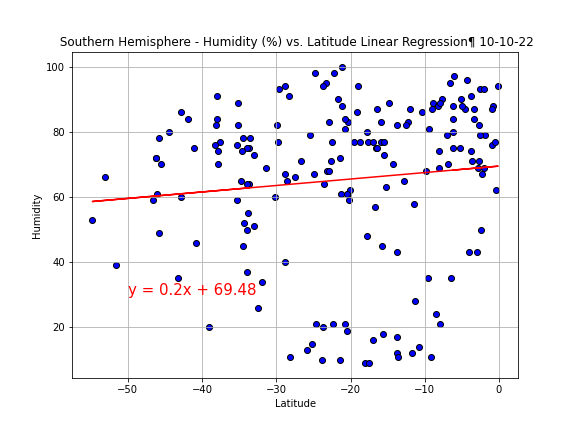 Southern Hemisphere - Humidity (%) vs. Latitude Linear Regression¶ 10-10-22
100
80
60
40
20
Humidity
y = 0.2x + 69.48
−50 −40 −30 −20 −10 0
Latitude